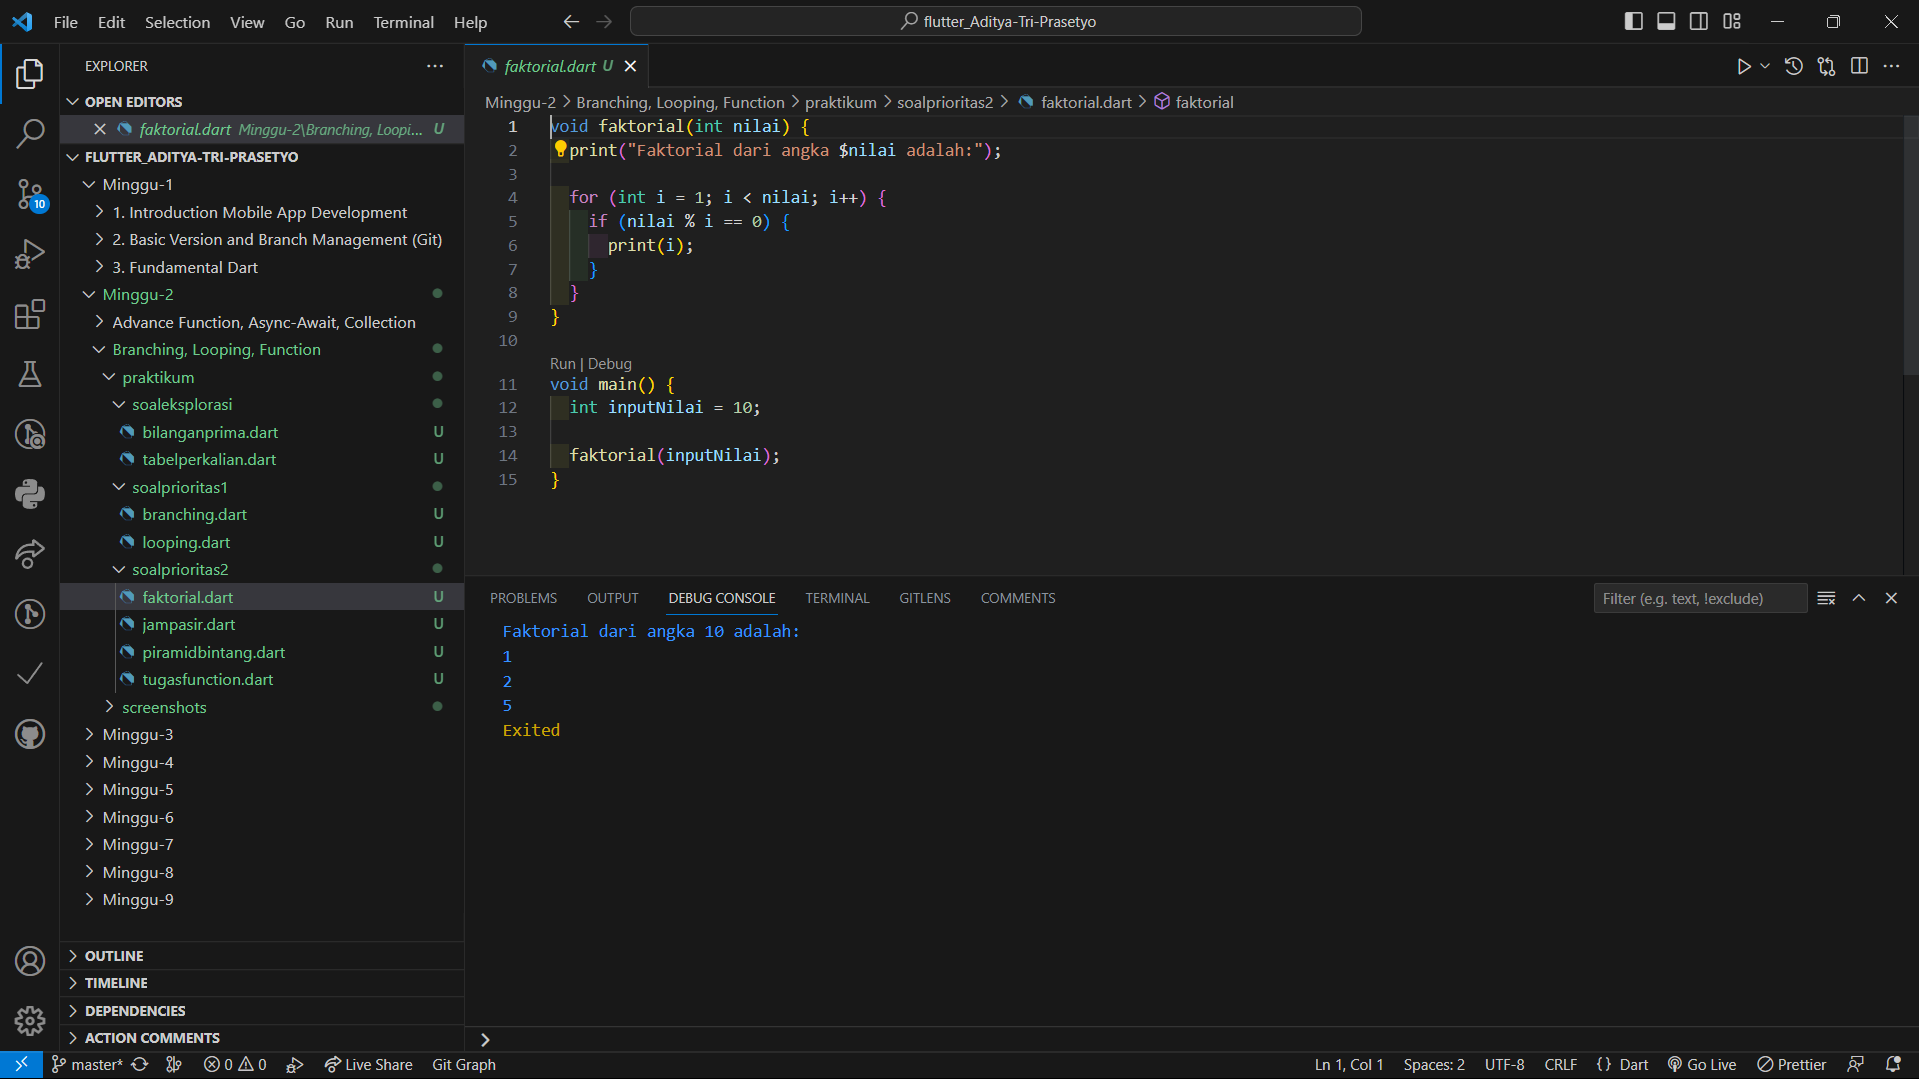 File Edit Selection View Go Run Terminal Help
flutter_Aditya-Tri-Prasetyo
EXPLORER
OPEN EDITORS
faktorial.dart Minggu-2\Branching, Loopi... U
FLUTTER_ADITYA-TRI-PRASETYO
Minggu-1
1. Introduction Mobile App Development
2. Basic Version and Branch Management (Git)
3. Fundamental Dart
Minggu-2
Advance Function, Async-Await, Collection
Branching, Looping, Function
praktikum
soaleksplorasi
bilanganprima.dart U
tabelperkalian.dart U
soalprioritas1
branching.dart U
looping.dart U
soalprioritas2
faktorial.dart U
jampasir.dart U
piramidbintang.dart U
tugasfunction.dart U
screenshots
Minggu-3
Minggu-4
Minggu-5
Minggu-6
Minggu-7
Minggu-8
Minggu-9
OUTLINE
TIMELINE
DEPENDENCIES
ACTION COMMENTS
10
faktorial.dart U
Minggu-2 > Branching, Looping, Function > praktikum > soalprioritas2 > faktorial.dart > faktorial
1 void faktorial(int nilai) {
2 print("Faktorial dari angka $nilai adalah:");
3
4 for (int i = 1; i < nilai; i++) {
5 if (nilai % i == 0) {
6 print(i);
7 }
8 }
9 }
10
Run | Debug
11 void main() {
12 int inputNilai = 10;
13
14 faktorial(inputNilai);
15 }
PROBLEMS OUTPUT DEBUG CONSOLE TERMINAL GITLENS COMMENTS
Filter (e.g. text, !exclude)
Faktorial dari angka 10 adalah:
1
2
5
Exited
master* 0 0 Live Share Git Graph
Ln 1, Col 1 Spaces: 2 UTF-8 CRLF {} Dart Go Live Prettier